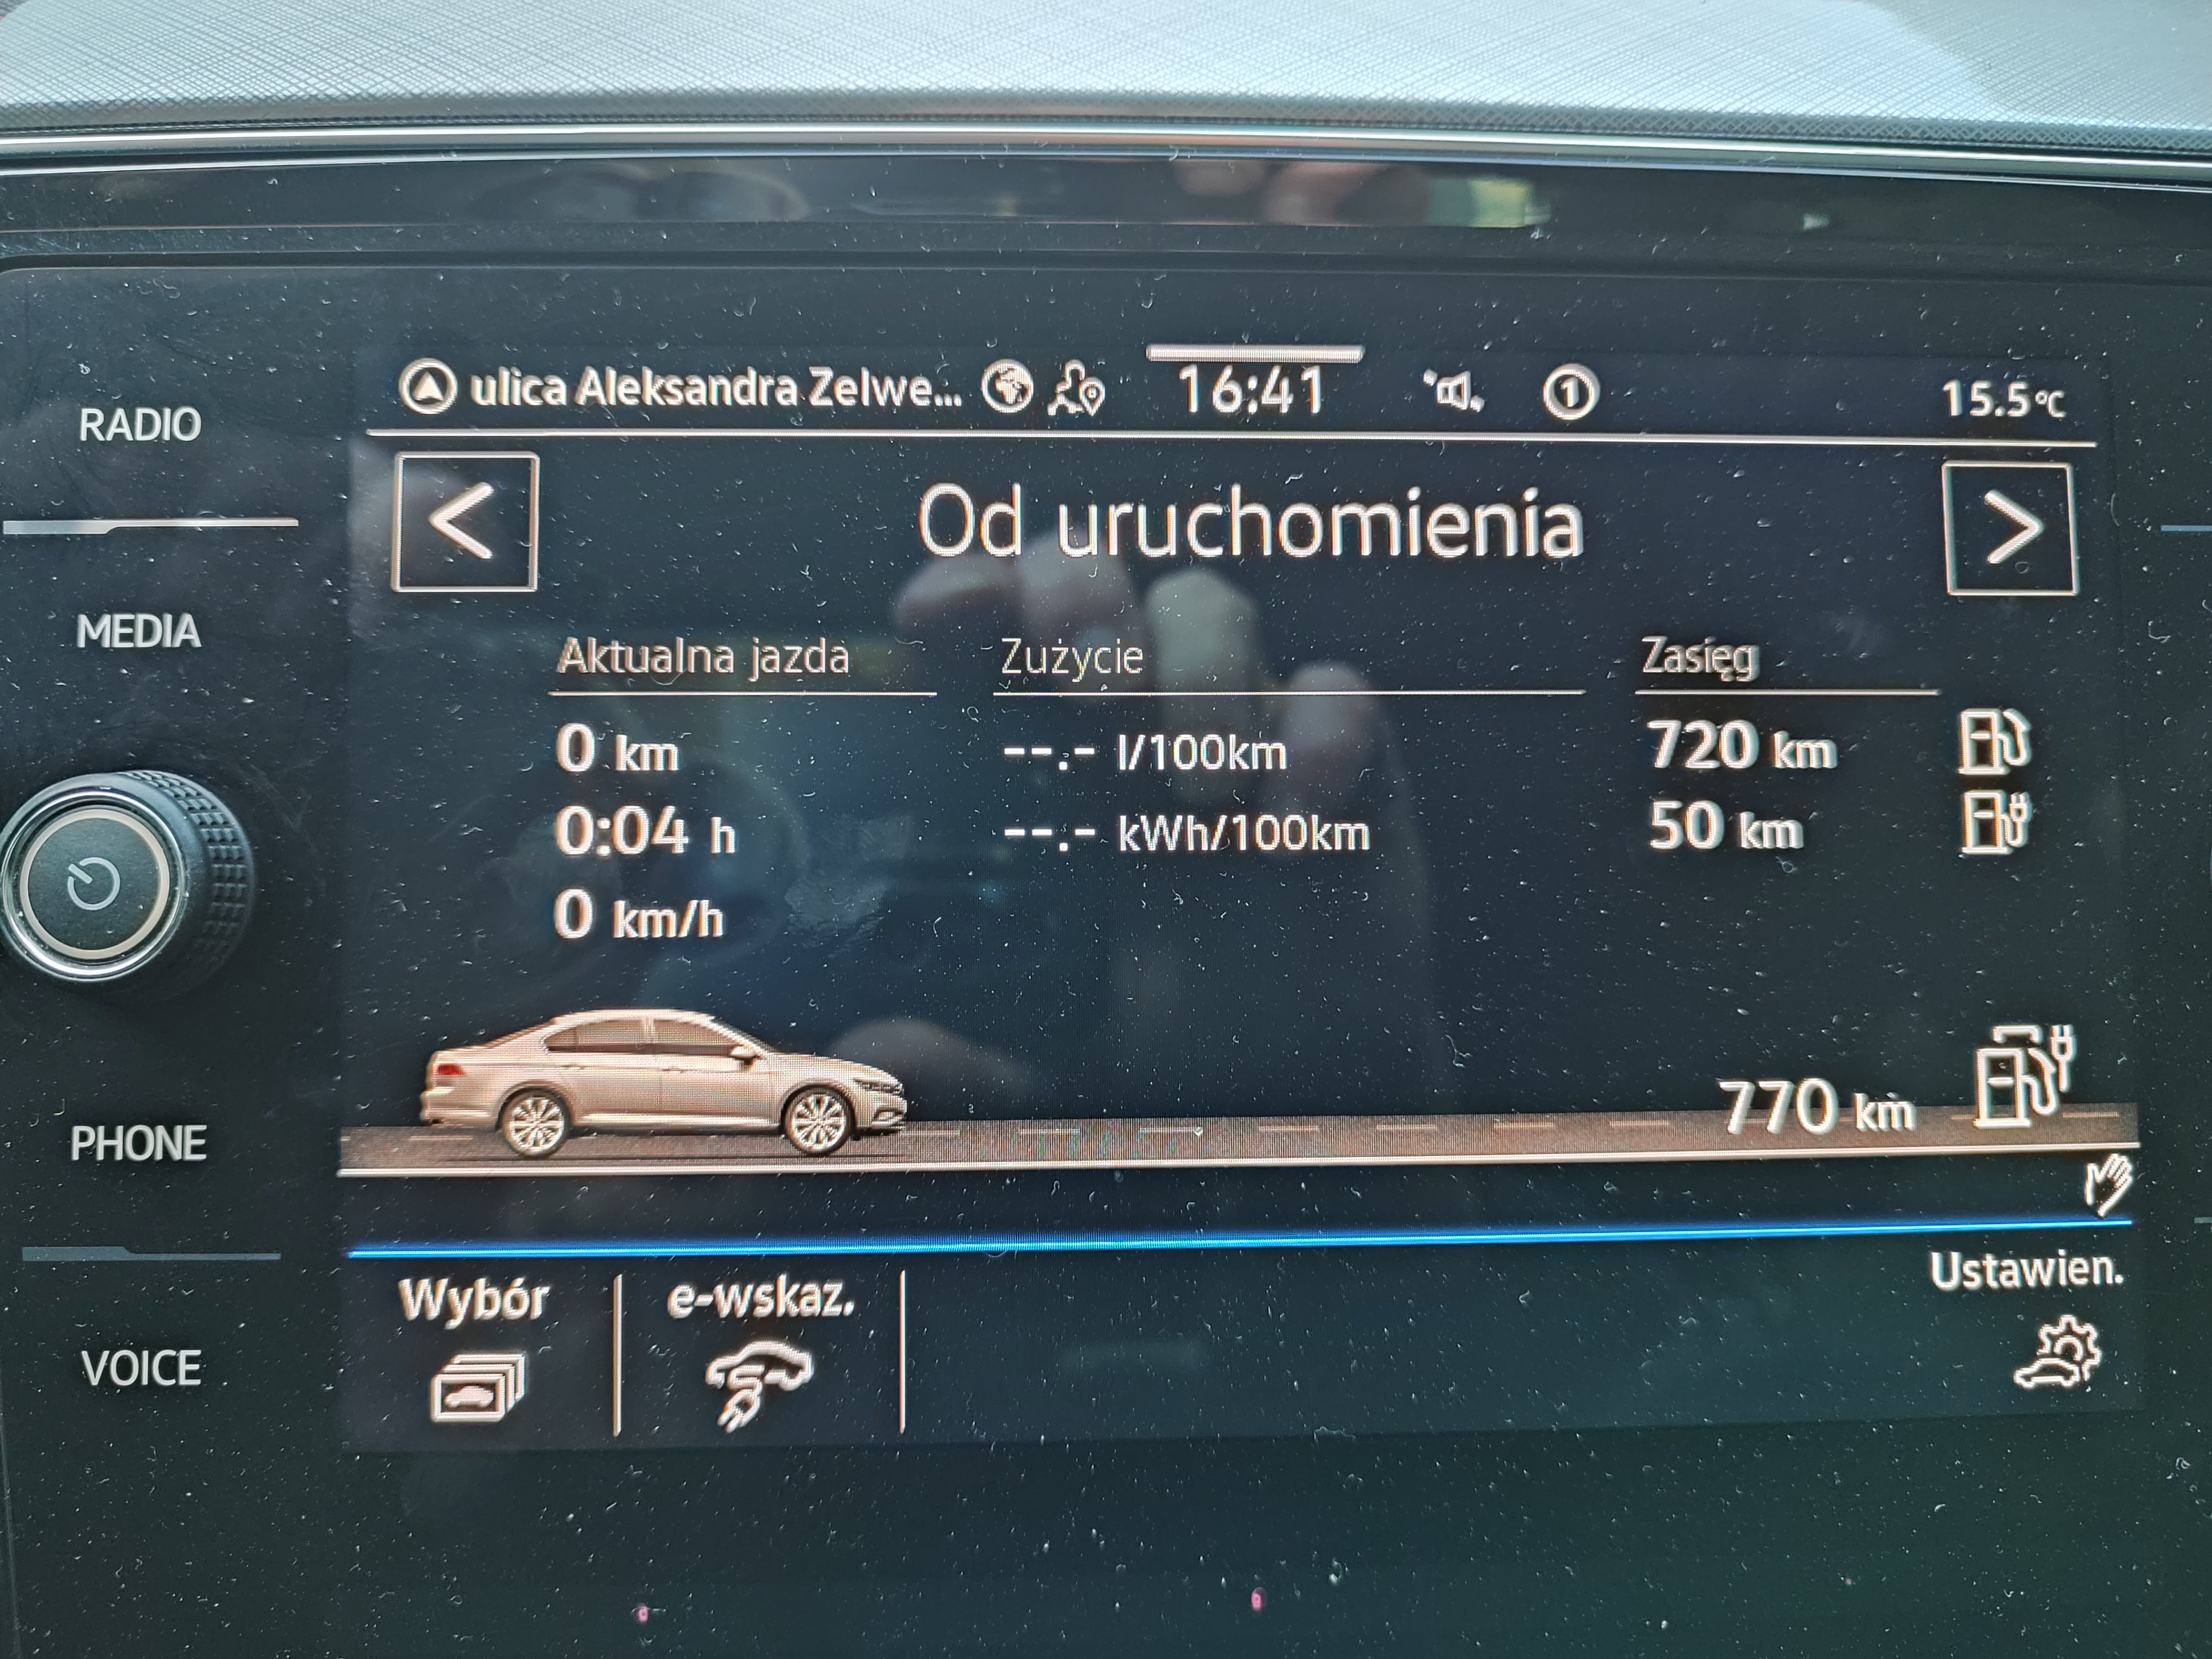 ulica Aleksandra Zelwe... 16:41 1 15.5°C
RADIO
< Od uruchomienia >
MEDIA
Aktualna jazda Zużycie Zasięg
0 km --.- l/100km 720 km
0:04 h --.- kWh/100km 50 km
0 km/h
770 km
PHONE
Wybór e-wskaz. Ustawien.
VOICE